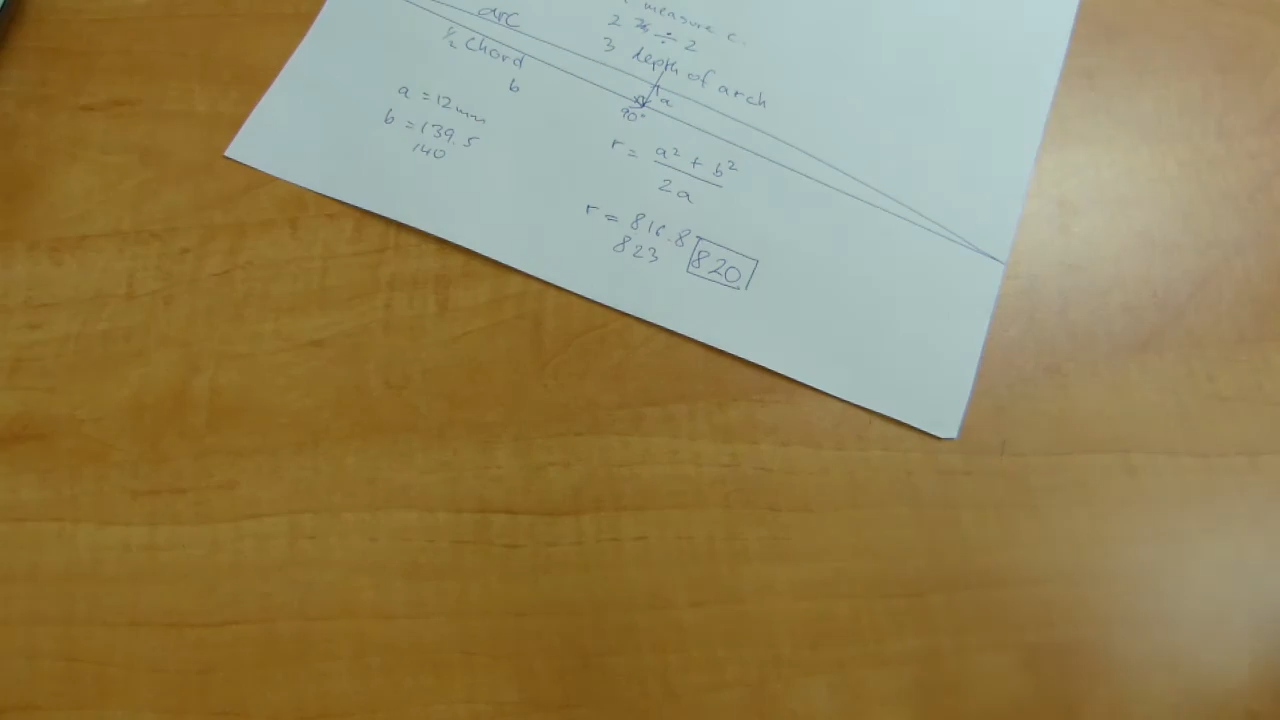 measure c.
2 ÷ 2
3 depth of arch
arc
½ chord
b
a
90°
a = 12mm
b = 139.5
140
r = a² + b²
2a
r = 816.8
823
820